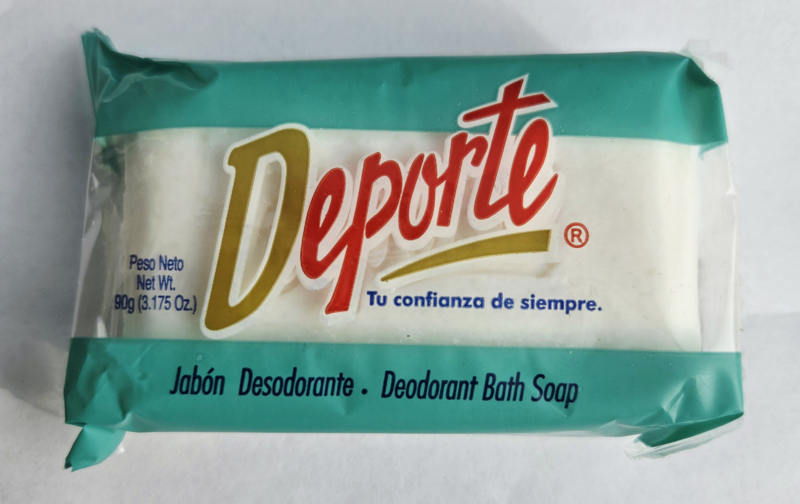 Deporte®
Peso Neto
Net Wt.
90g (3.175 Oz.)
Tu confianza de siempre.
Jabón Desodorante . Deodorant Bath Soap